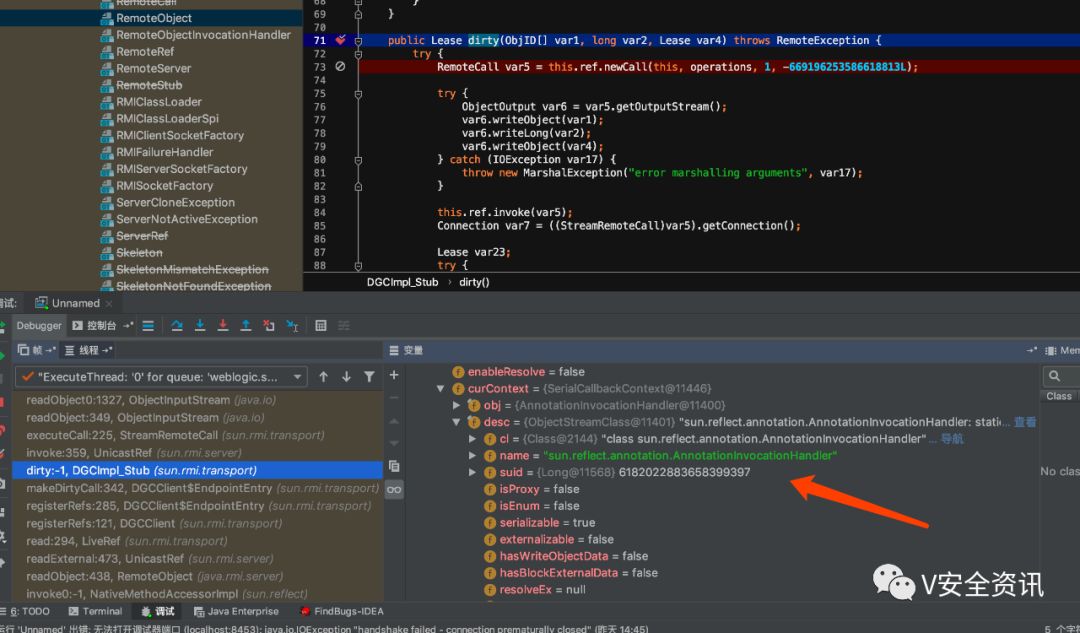 RemoteCall
RemoteObject
RemoteObjectInvocationHandler
RemoteRef
RemoteServer
RemoteStub
RMIClassLoader
RMIClassLoaderSpi
RMIClientSocketFactory
RMIFailureHandler
RMIServerSocketFactory
RMISocketFactory
ServerCloneException
ServerNotActiveException
ServerRef
Skeleton
SkeletonMismatchException
SkeletonNotFoundException
68 }
69 }
70
71 public Lease dirty(ObjID[] var1, long var2, Lease var4) throws RemoteException {
72 try {
73 RemoteCall var5 = this.ref.newCall(this, operations, 1, -669196253586618813L);
74
75 try {
76 ObjectOutput var6 = var5.getOutputStream();
77 var6.writeObject(var1);
78 var6.writeLong(var2);
79 var6.writeObject(var4);
80 } catch (IOException var17) {
81 throw new MarshalException("error marshalling arguments", var17);
82 }
83
84 this.ref.invoke(var5);
85 Connection var7 = ((StreamRemoteCall)var5).getConnection();
86
87 Lease var23;
88 try {
DGCImpl_Stub › dirty()
调试: Unnamed ×
Debugger 控制台
帧 线程
变量
Mem
"ExecuteThread: '0' for queue: 'weblogic.s...
readObject0:1327, ObjectInputStream (java.io)
readObject:349, ObjectInputStream (java.io)
executeCall:225, StreamRemoteCall (sun.rmi.transport)
invoke:359, UnicastRef (sun.rmi.server)
dirty:-1, DGCImpl_Stub (sun.rmi.transport)
makeDirtyCall:342, DGCClient$EndpointEntry (sun.rmi.transport)
registerRefs:285, DGCClient$EndpointEntry (sun.rmi.transport)
registerRefs:121, DGCClient (sun.rmi.transport)
read:294, LiveRef (sun.rmi.transport)
readExternal:473, UnicastRef (sun.rmi.server)
readObject:438, RemoteObject (java.rmi.server)
invoke0:-1, NativeMethodAccessorImpl (sun.reflect)
enableResolve = false
curContext = {SerialCallbackContext@11446}
obj = {AnnotationInvocationHandler@11400}
desc = {ObjectStreamClass@11401} "sun.reflect.annotation.AnnotationInvocationHandler: stati... 查看
cl = {Class@2144} "class sun.reflect.annotation.AnnotationInvocationHandler" ... 导航
name = "sun.reflect.annotation.AnnotationInvocationHandler"
suid = {Long@11568} 6182022883658399397
isProxy = false
isEnum = false
serializable = true
externalizable = false
hasWriteObjectData = false
hasBlockExternalData = false
resolveEx = null
Class
No clas
V安全资讯
6: TODO Terminal 调试 Java Enterprise FindBugs-IDEA
运行 'Unnamed' 出错: 无法打开调试器端口 (localhost:8453): java.io.IOException "handshake failed - connection prematurally closed" (昨天 14:45)
5 个字符